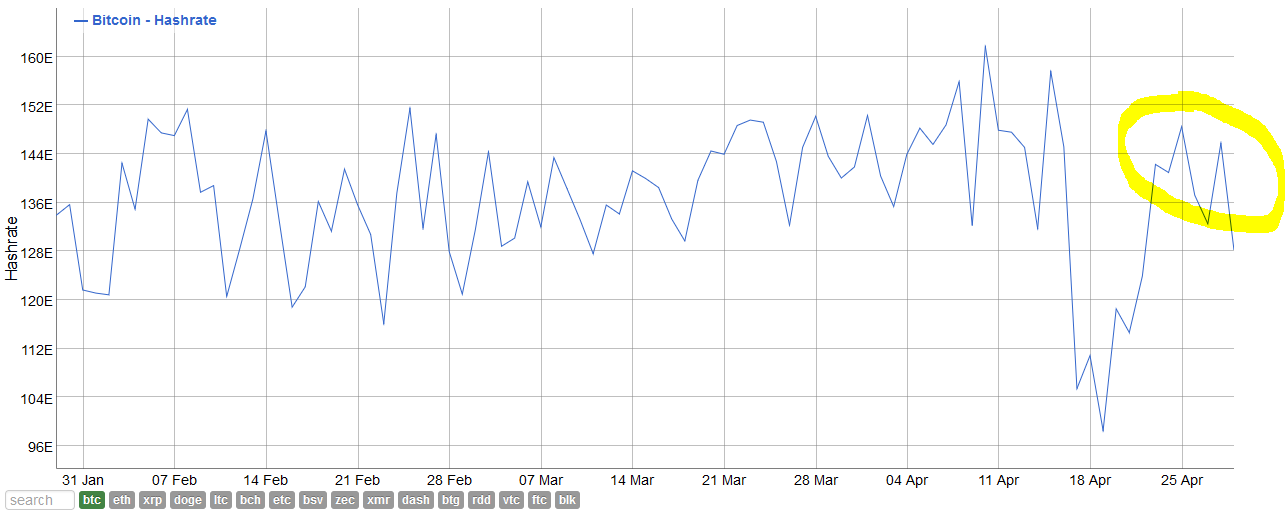 Bitcoin - Hashrate
160E
152E
144E
136E
128E
120E
112E
104E
96E
Hashrate
31 Jan 07 Feb 14 Feb 21 Feb 28 Feb 07 Mar 14 Mar 21 Mar 28 Mar 04 Apr 11 Apr 18 Apr 25 Apr
search btc eth xrp doge ltc bch etc bsv zec xmr dash btg rdd vtc ftc blk